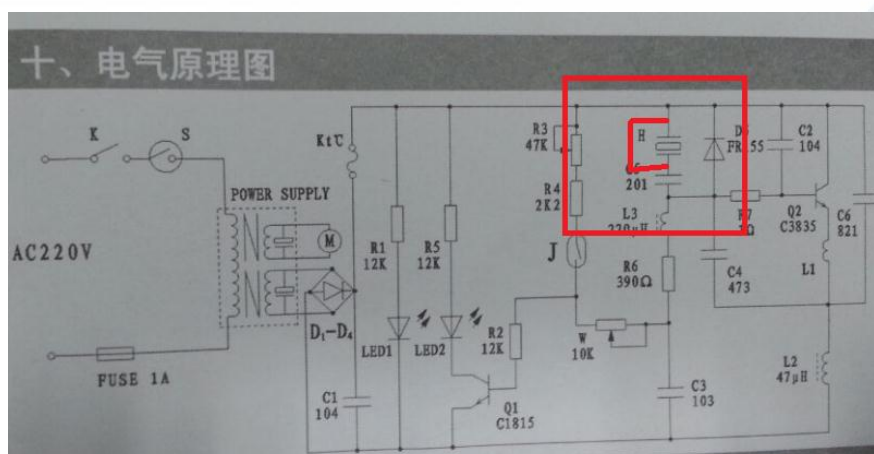 十、电气原理图
K
S
Kt℃
R3
47K
H
D5
FR155
C2
104
C5
201
POWER SUPPLY
R4
2K2
L3
220μH
R7
Q2
C3835
C6
821
AC220V
M
R1
12K
R5
12K
J
R6
390Ω
C4
473
L1
D₁-D₄
LED1
LED2
R2
12K
W
10K
FUSE 1A
C1
104
Q1
C1815
C3
103
L2
47μH